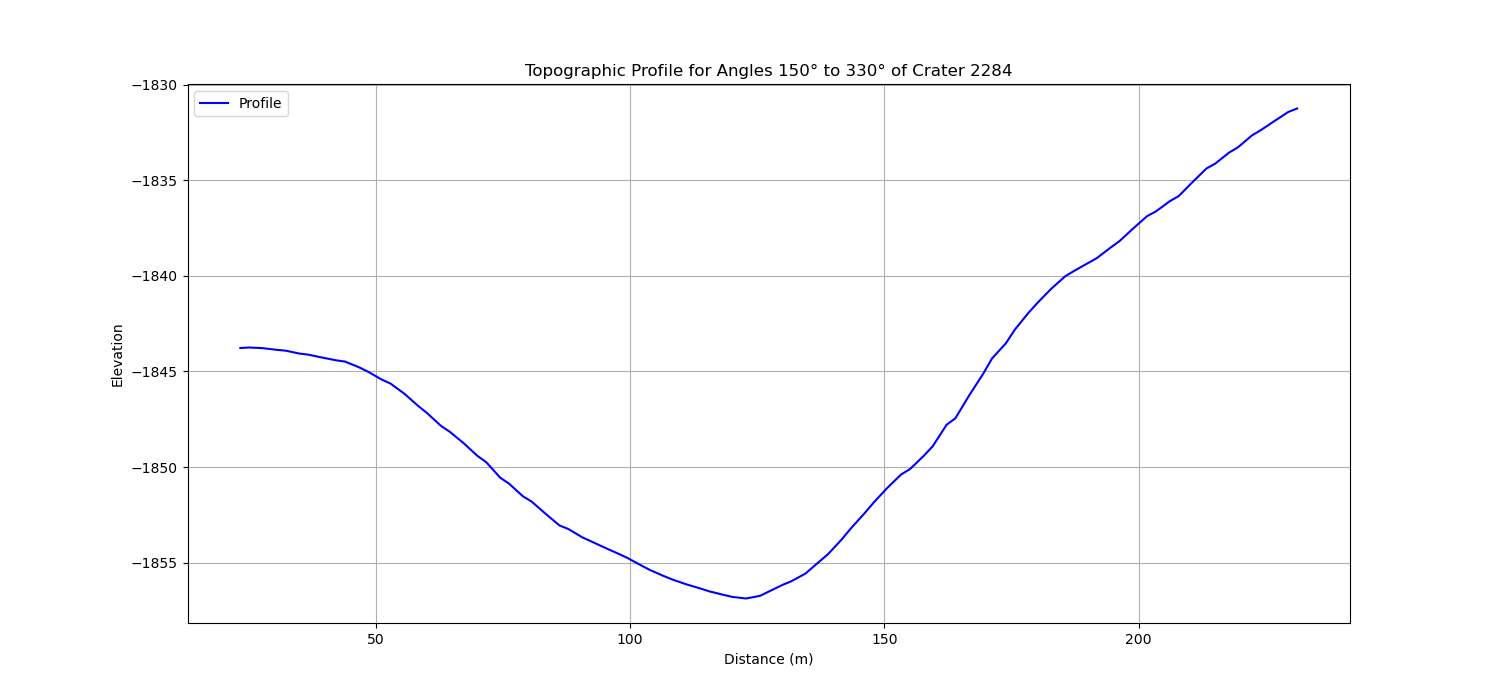 Topographic Profile for Angles 150° to 330° of Crater 2284
Profile
−1830
−1835
−1840
−1845
−1850
−1855
Elevation
50
100
150
200
Distance (m)